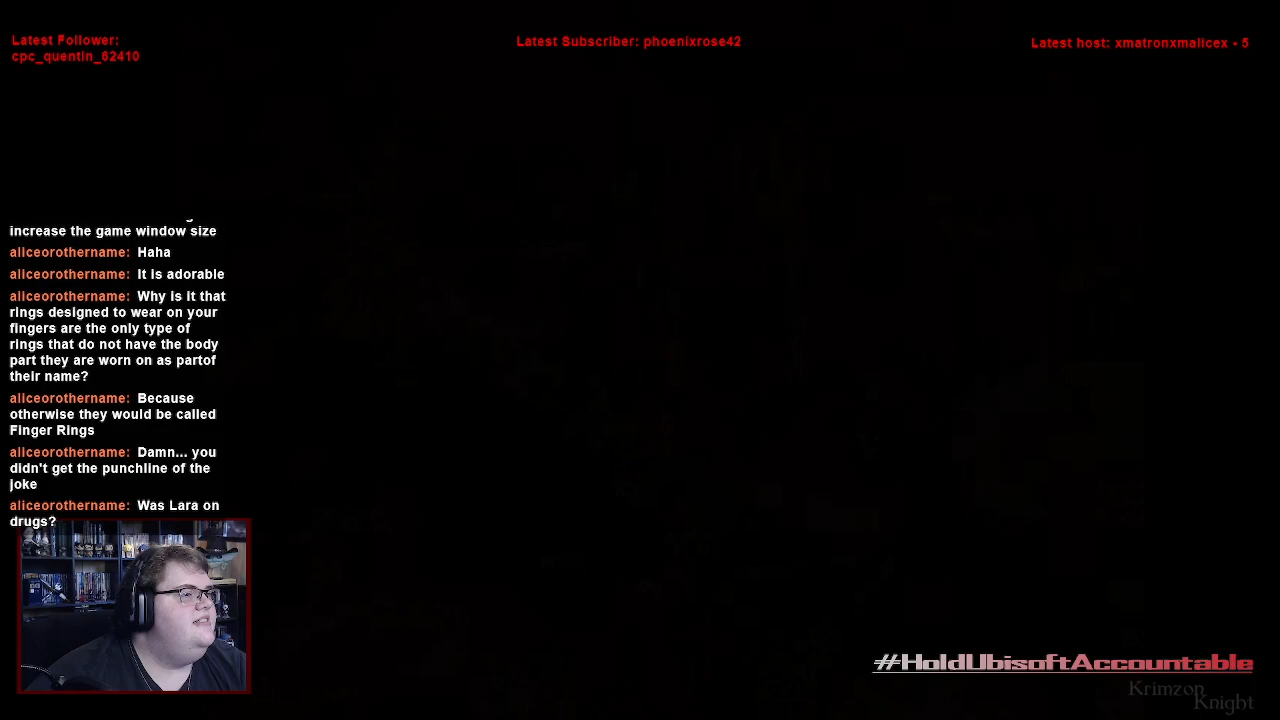 Latest Follower:
cpc_quentin_62410
Latest Subscriber: phoenixrose42
Latest host: xmatronxmalicex - 5
increase the game window size
aliceorothername: Haha
aliceorothername: It is adorable
aliceorothername: Why is it that
rings designed to wear on your
fingers are the only type of
rings that do not have the body
part they are worn on as partof
their name?
aliceorothername: Because
otherwise they would be called
Finger Rings
aliceorothername: Damn... you
didn't get the punchline of the
joke
aliceorothername: Was Lara on
drugs?
#HoldUbisoftAccountable
Krimzon
Knight